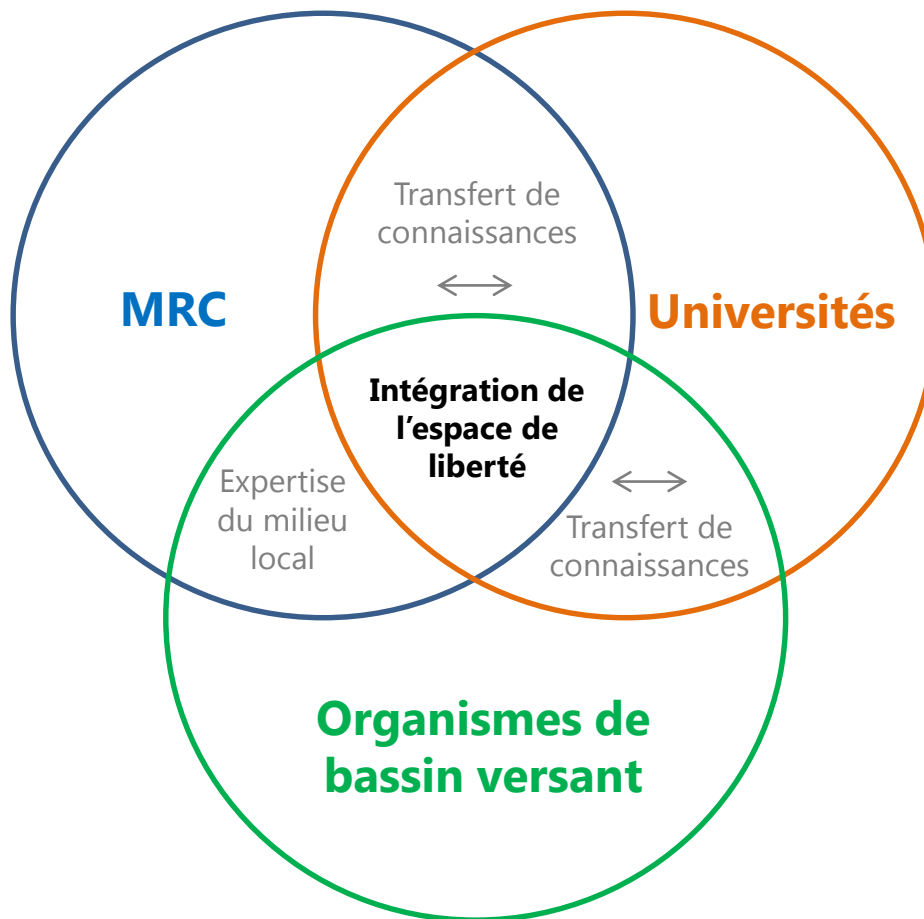 Transfert de
connaissances
MRC
Universités
Intégration de
l’espace de
liberté
Expertise
du milieu
local
Transfert de
connaissances
Organismes de
bassin versant